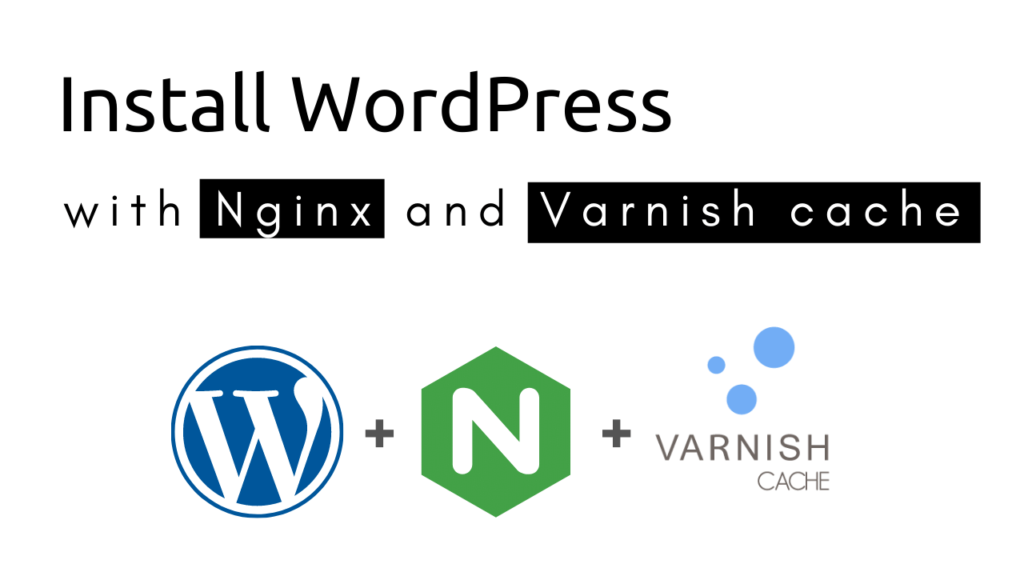 Install WordPress
with Nginx and Varnish cache
W + N + VARNISH
CACHE